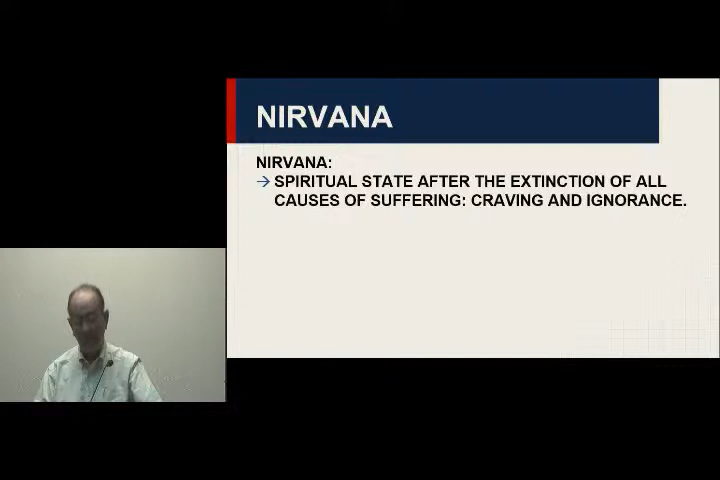 NIRVANA
NIRVANA:
→ SPIRITUAL STATE AFTER THE EXTINCTION OF ALL
CAUSES OF SUFFERING: CRAVING AND IGNORANCE.